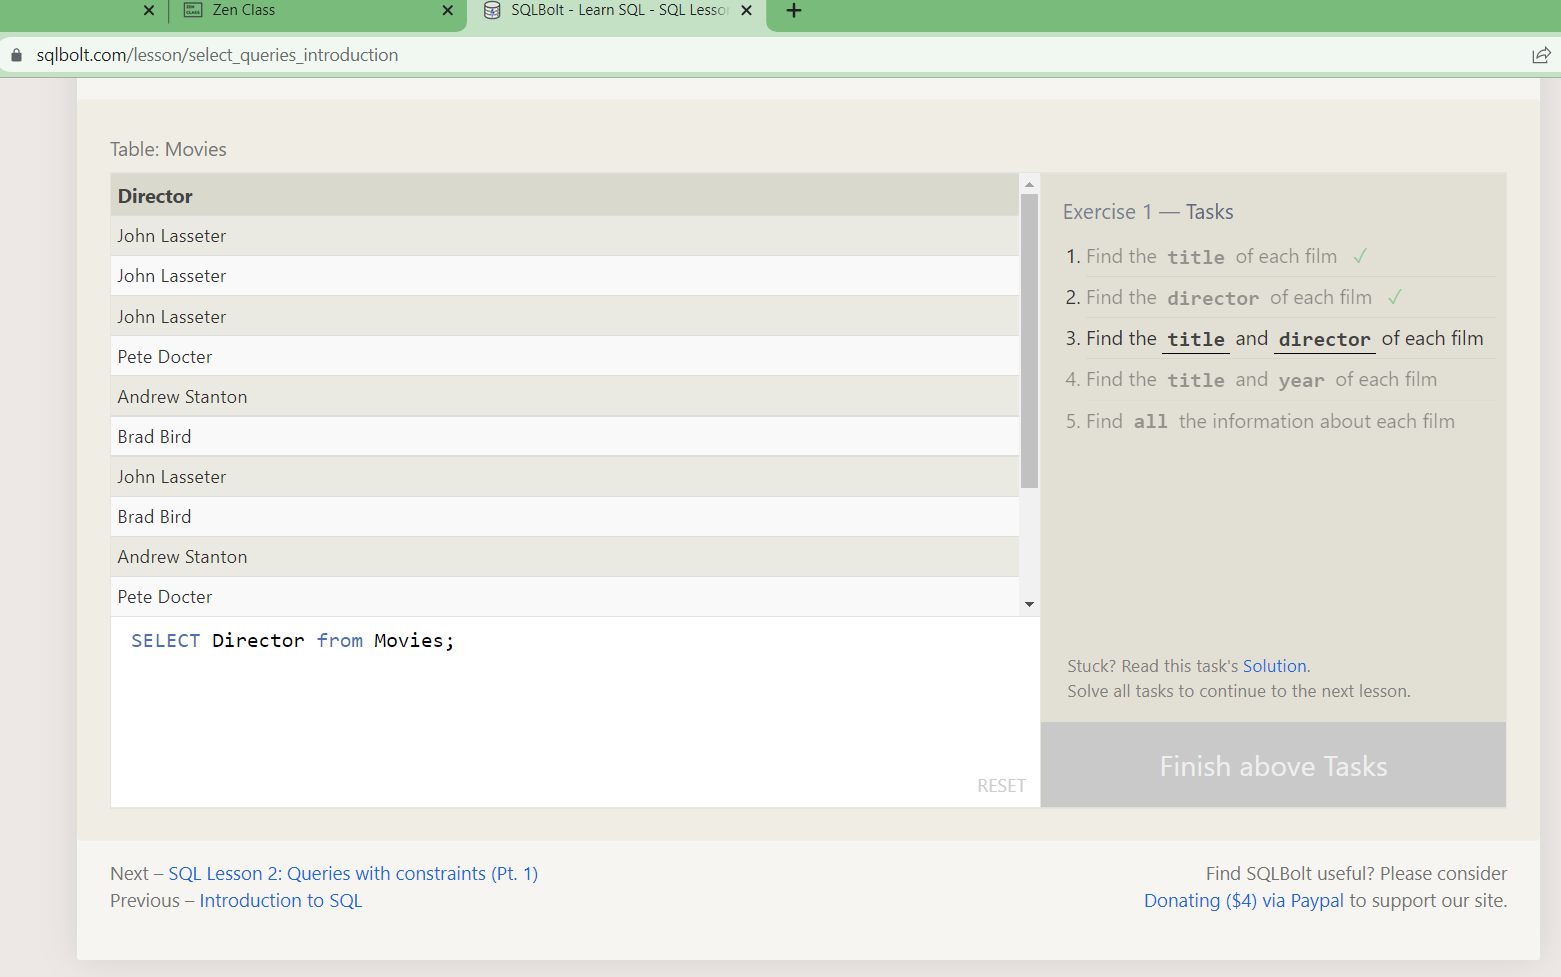 Zen Class
SQLBolt - Learn SQL - SQL Lesson
sqlbolt.com/lesson/select_queries_introduction
Table: Movies
Director
John Lasseter
John Lasseter
John Lasseter
Pete Docter
Andrew Stanton
Brad Bird
John Lasseter
Brad Bird
Andrew Stanton
Pete Docter
SELECT Director from Movies;
RESET
Exercise 1 — Tasks
1. Find the title of each film ✓
2. Find the director of each film ✓
3. Find the title and director of each film
4. Find the title and year of each film
5. Find all the information about each film
Stuck? Read this task's Solution.
Solve all tasks to continue to the next lesson.
Finish above Tasks
Next – SQL Lesson 2: Queries with constraints (Pt. 1)
Previous – Introduction to SQL
Find SQLBolt useful? Please consider
Donating ($4) via Paypal to support our site.